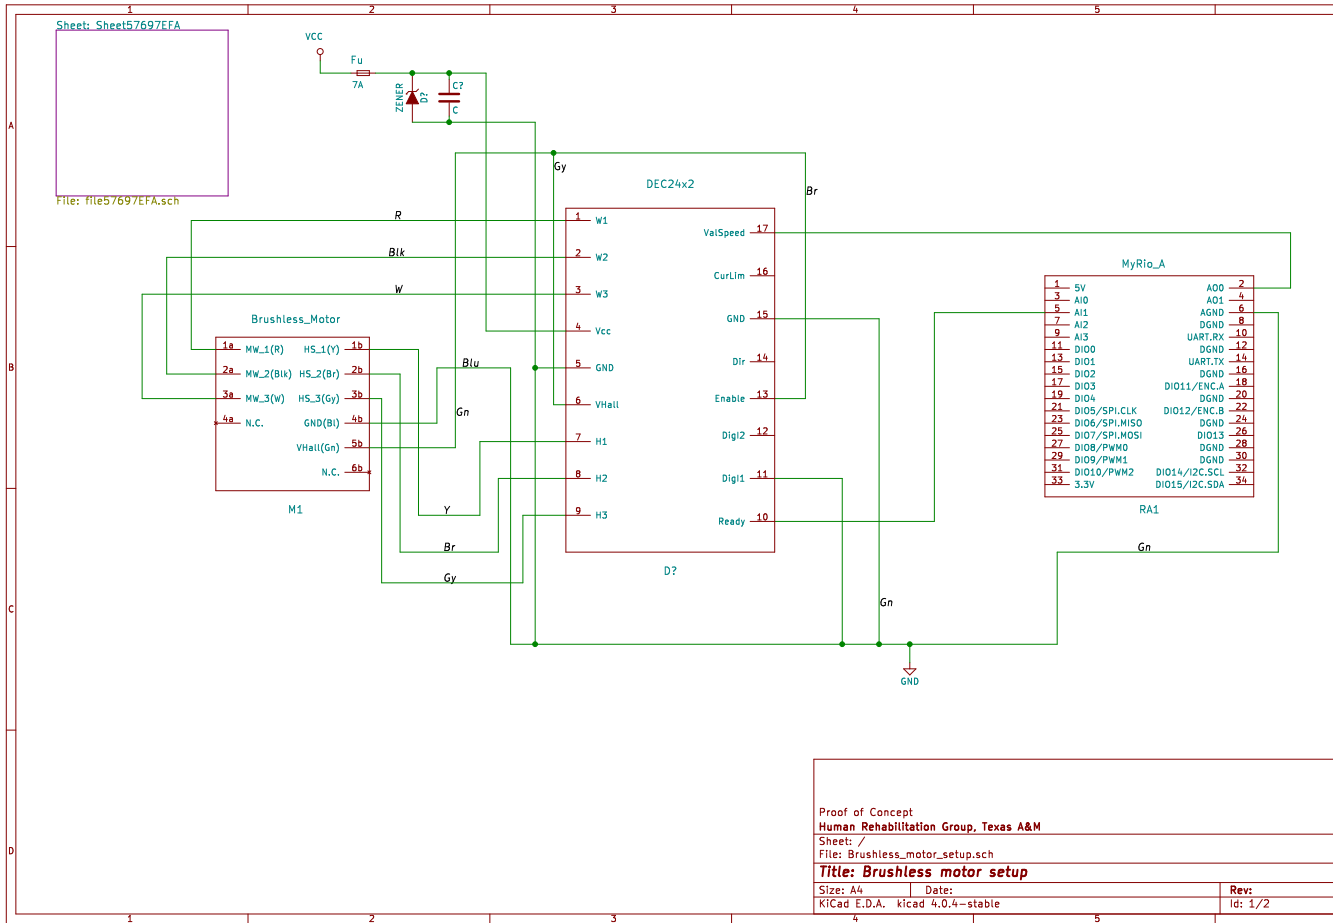 1 2 3 4 5
Sheet: Sheet57697EFA
File: file57697EFA.sch
VCC
Fu
7A
ZENER
D?
C?
C
A
Gy
DEC24x2
Br
R
Blk
W
1 W1
2 W2
3 W3
4 Vcc
5 GND
6 VHall
7 H1
8 H2
9 H3
ValSpeed 17
CurLim 16
GND 15
Dir 14
Enable 13
DigI2 12
DigI1 11
Ready 10
D?
Brushless_Motor
1a MW_1(R) HS_1(Y) 1b
2a MW_2(Blk) HS_2(Br) 2b
3a MW_3(W) HS_3(Gy) 3b
4a N.C. GND(Bl) 4b
VHall(Gn) 5b
N.C. 6b
M1
B
Blu
Gn
Y
Br
Gy
MyRio_A
1 5V AO0 2
3 AI0 AO1 4
5 AI1 AGND 6
7 AI2 DGND 8
9 AI3 UART.RX 10
11 DIO0 DGND 12
13 DIO1 UART.TX 14
15 DIO2 DGND 16
17 DIO3 DIO11/ENC.A 18
19 DIO4 DGND 20
21 DIO5/SPI.CLK DIO12/ENC.B 22
23 DIO6/SPI.MISO DGND 24
25 DIO7/SPI.MOSI DIO13 26
27 DIO8/PWM0 DGND 28
29 DIO9/PWM1 DGND 30
31 DIO10/PWM2 DIO14/I2C.SCL 32
33 3.3V DIO15/I2C.SDA 34
RA1
Gn
Gn
C
GND
D
Proof of Concept
Human Rehabilitation Group, Texas A&M
Sheet: /
File: Brushless_motor_setup.sch
Title: Brushless motor setup
Size: A4 Date: Rev:
KiCad E.D.A. kicad 4.0.4-stable Id: 1/2
1 2 3 4 5